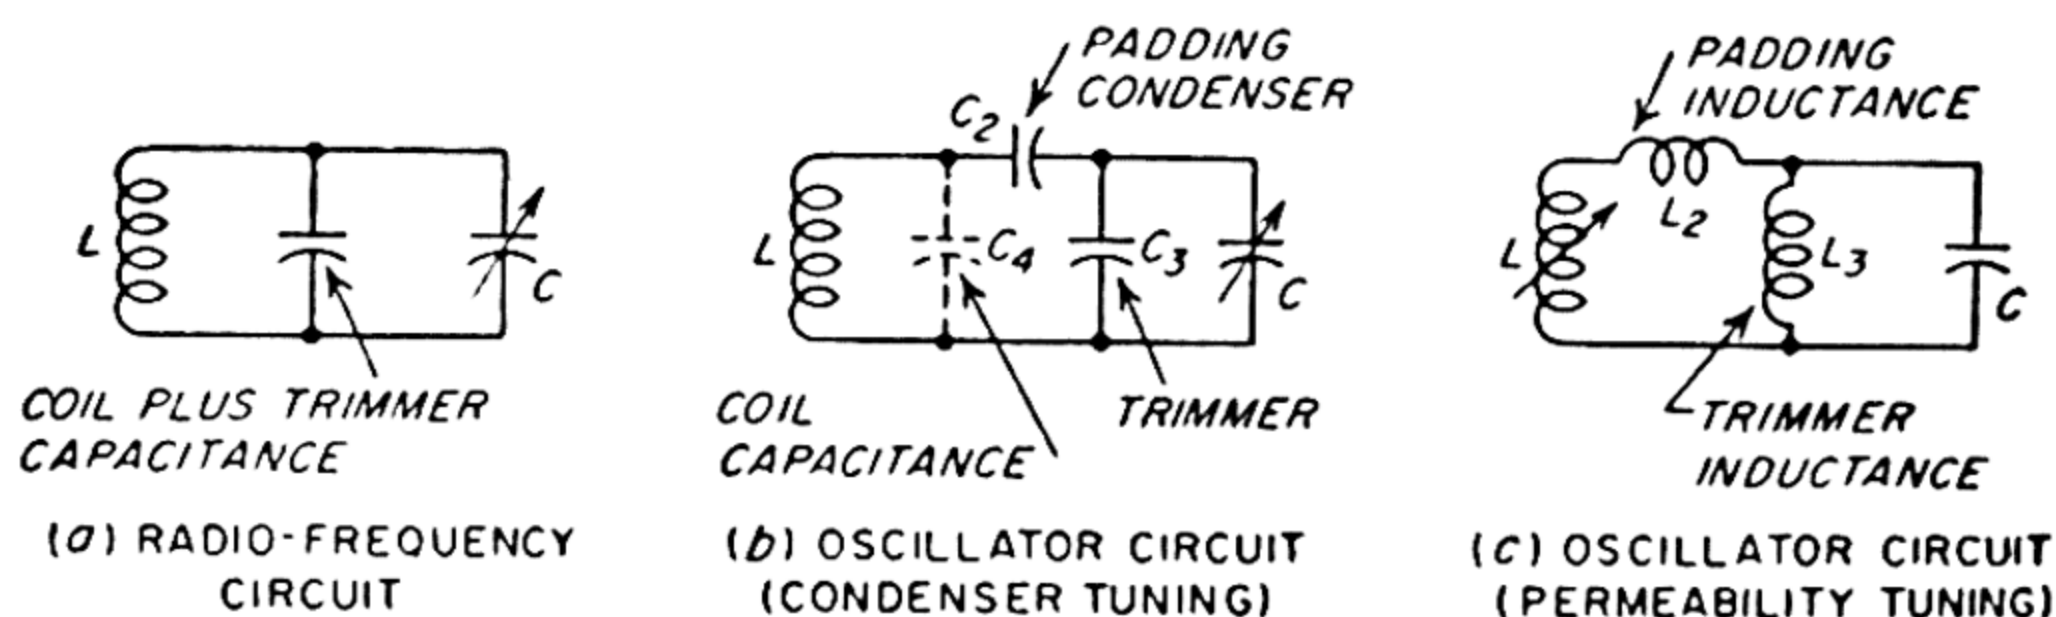 L
C
COIL PLUS TRIMMER
CAPACITANCE
(a) RADIO-FREQUENCY
CIRCUIT
PADDING
CONDENSER
C2
L
C4
C3
C
COIL
CAPACITANCE
TRIMMER
(b) OSCILLATOR CIRCUIT
(CONDENSER TUNING)
PADDING
INDUCTANCE
L2
L
L3
C
TRIMMER
INDUCTANCE
(c) OSCILLATOR CIRCUIT
(PERMEABILITY TUNING)